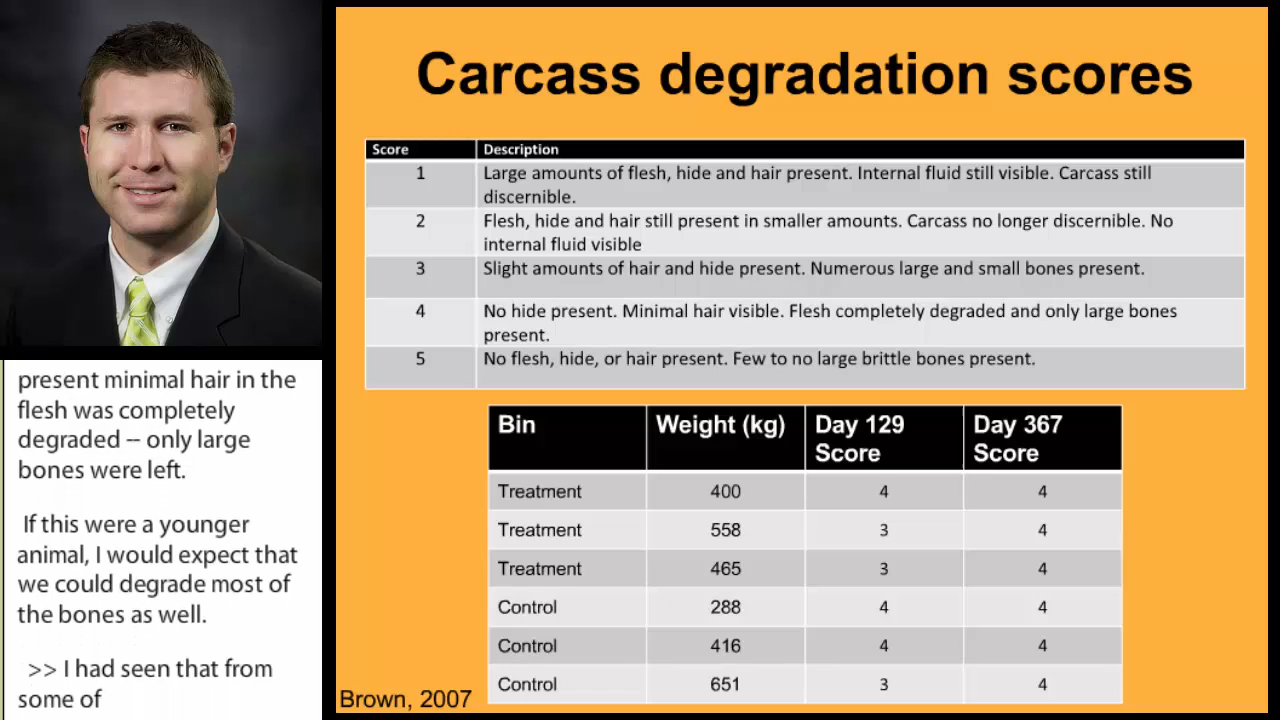 Carcass degradation scores
Score Description
1 Large amounts of flesh, hide and hair present. Internal fluid still visible. Carcass still
discernible.
2 Flesh, hide and hair still present in smaller amounts. Carcass no longer discernible. No
internal fluid visible
3 Slight amounts of hair and hide present. Numerous large and small bones present.
4 No hide present. Minimal hair visible. Flesh completely degraded and only large bones
present.
5 No flesh, hide, or hair present. Few to no large brittle bones present.
Bin Weight (kg) Day 129 Score Day 367 Score
Treatment 400 4 4
Treatment 558 3 4
Treatment 465 3 4
Control 288 4 4
Control 416 4 4
Control 651 3 4
Brown, 2007
present minimal hair in the
flesh was completely
degraded -- only large
bones were left.
If this were a younger
animal, I would expect that
we could degrade most of
the bones as well.
>> I had seen that from
some of